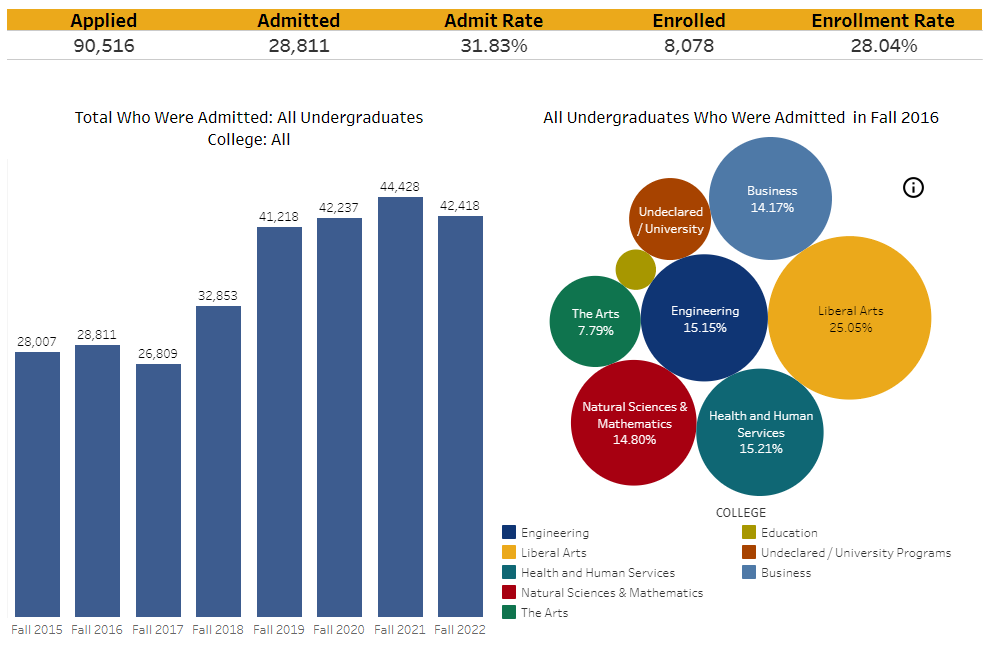 Applied Admitted Admit Rate Enrolled Enrollment Rate
90,516 28,811 31.83% 8,078 28.04%
Total Who Were Admitted: All Undergraduates
College: All
28,007
28,811
26,809
32,853
41,218
42,237
44,428
42,418
Fall 2015 Fall 2016 Fall 2017 Fall 2018 Fall 2019 Fall 2020 Fall 2021 Fall 2022
All Undergraduates Who Were Admitted in Fall 2016
Business
14.17%
Undeclared
/ University
Liberal Arts
25.05%
Engineering
15.15%
The Arts
7.79%
Natural Sciences &
Mathematics
14.80%
Health and Human
Services
15.21%
COLLEGE
Engineering
Liberal Arts
Health and Human Services
Natural Sciences & Mathematics
The Arts
Education
Undeclared / University Programs
Business